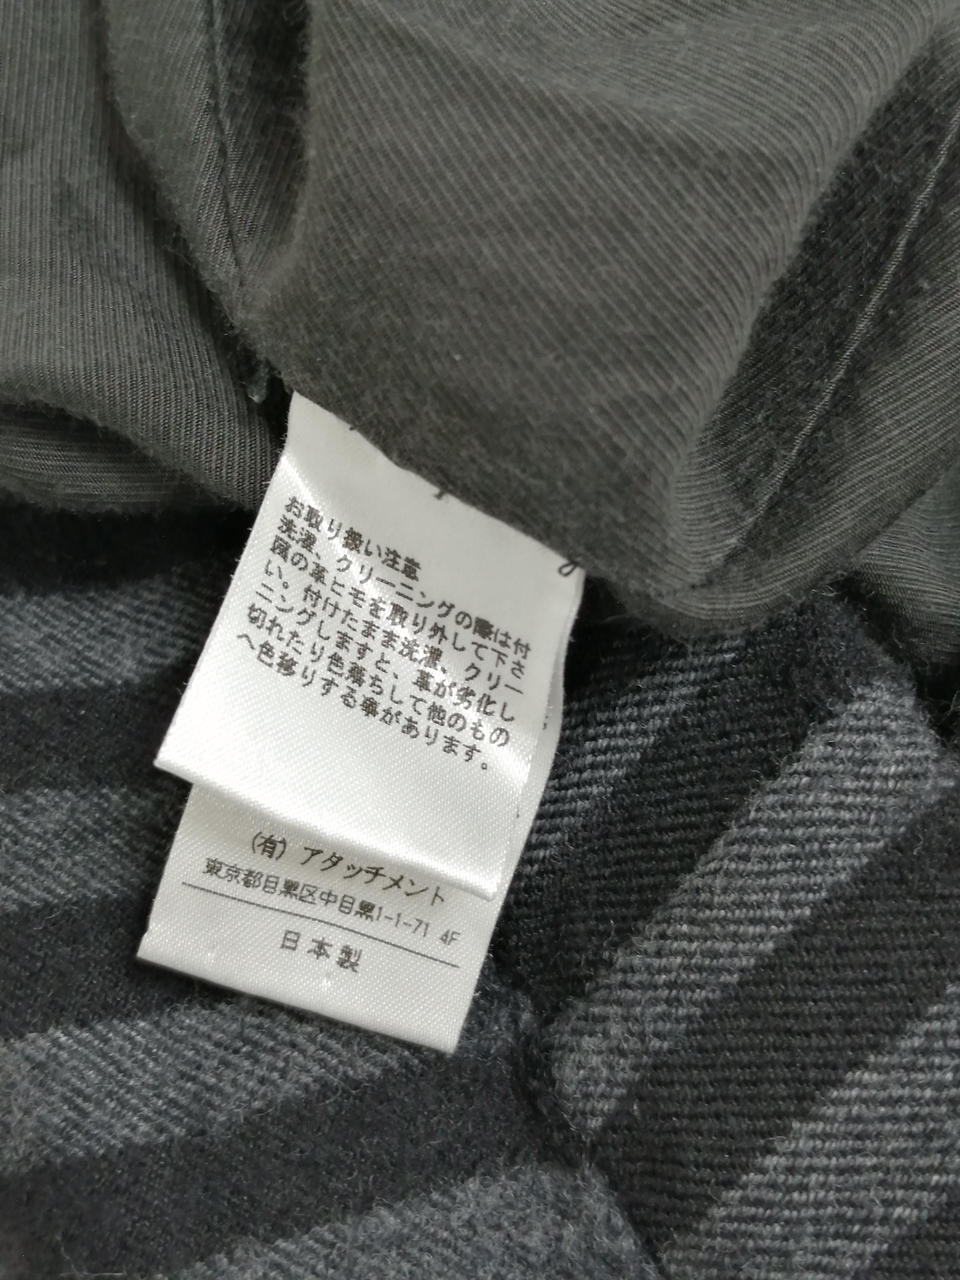 お取り扱い注意
洗濯、クリーニングの際は付
属の革ヒモを取り外して下さ
い。付けたまま洗濯、クリー
ニングしますと、革が劣化し
切れたり色落ちして他のもの
へ色移りする事があります。
(有) アタッチメント
東京都目黒区中目黒1-1-71 4F
日本製